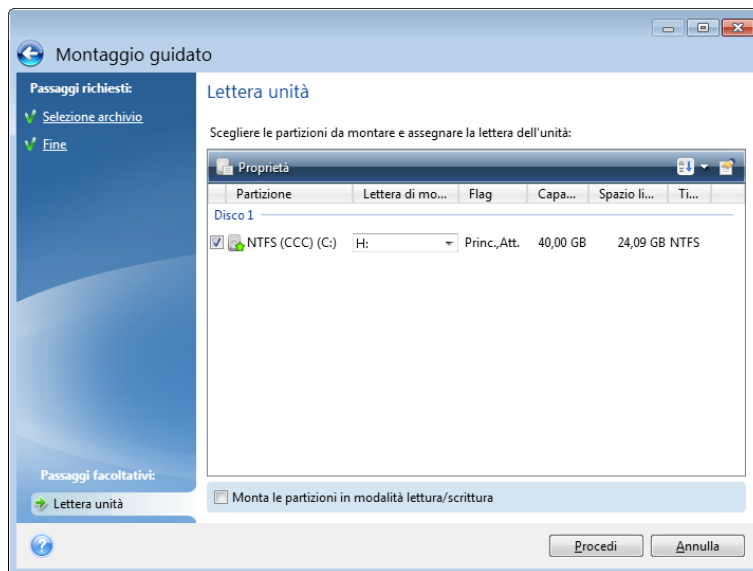 Montaggio guidato
Passaggi richiesti:
Selezione archivio
Fine
Lettera unità
Scegliere le partizioni da montare e assegnare la lettera dell'unità:
Proprietà
Partizione Lettera di mo... Flag Capa... Spazio li... Ti...
Disco 1
NTFS (CCC) (C:) H: Princ.,Att. 40,00 GB 24,09 GB NTFS
Passaggi facoltativi:
Lettera unità
Monta le partizioni in modalità lettura/scrittura
Procedi Annulla